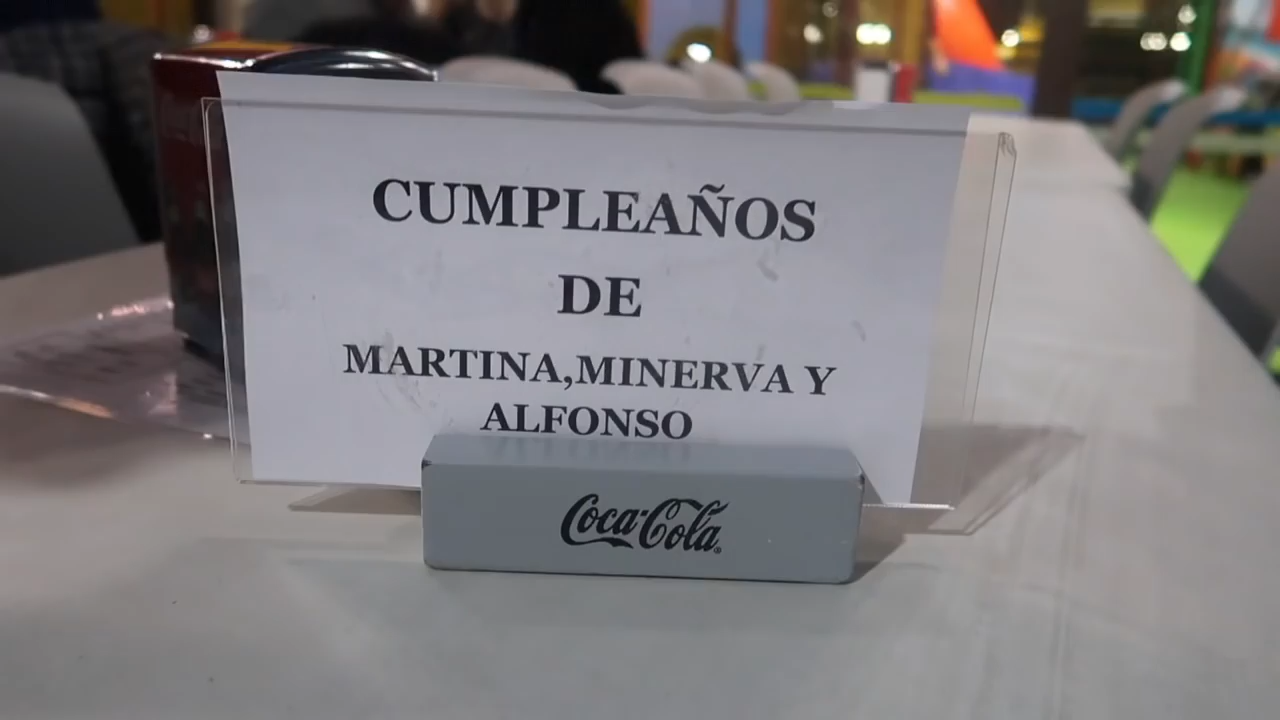 CUMPLEAÑOS
DE
MARTINA,MINERVA Y
ALFONSO
Coca-Cola®